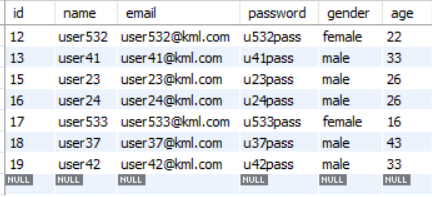 id name email password gender age
12 user532 user532@kml.com u532pass female 22
13 user41 user41@kml.com u41pass male 33
15 user23 user23@kml.com u23pass male 26
16 user24 user24@kml.com u24pass male 26
17 user533 user533@kml.com u533pass female 16
18 user37 user37@kml.com u37pass male 43
19 user42 user42@kml.com u42pass male 33
NULL NULL NULL NULL NULL NULL